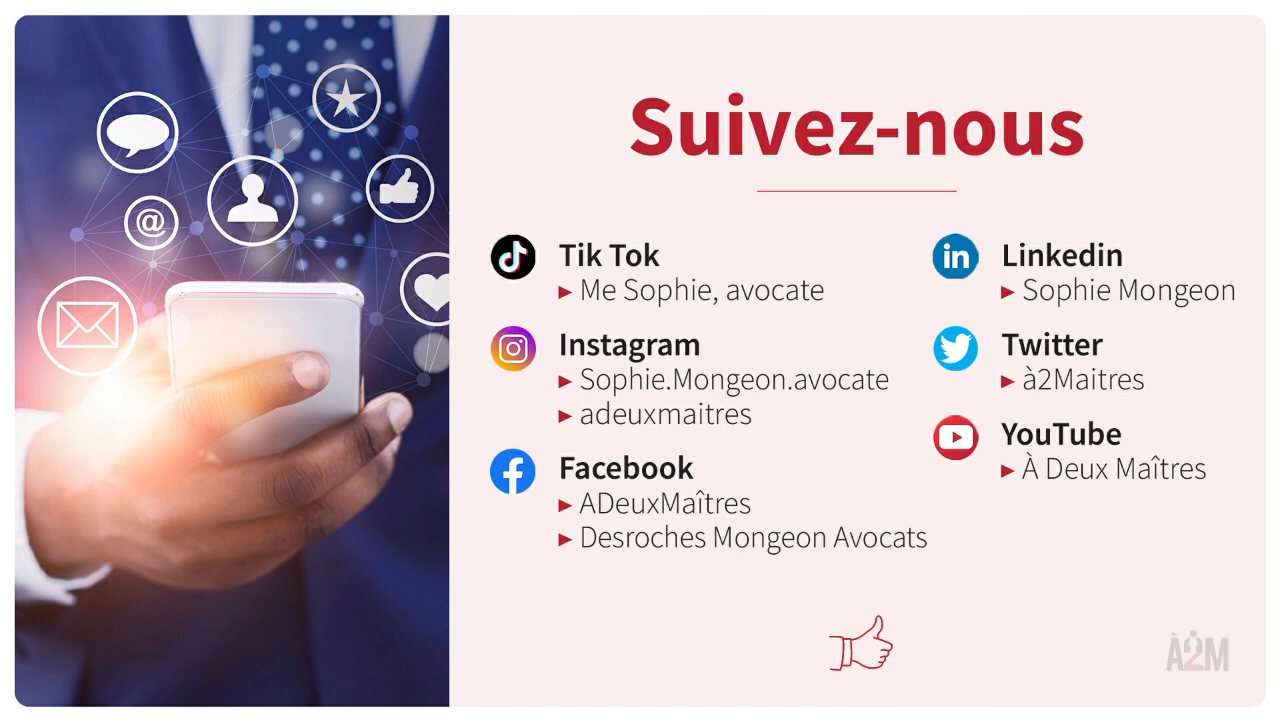 Suivez-nous
Tik Tok
Me Sophie, avocate
Instagram
Sophie.Mongeon.avocate
adeuxmaitres
Facebook
ADeuxMaîtres
Desroches Mongeon Avocats
Linkedin
Sophie Mongeon
Twitter
à2Maitres
YouTube
À Deux Maîtres
@
in
À2M